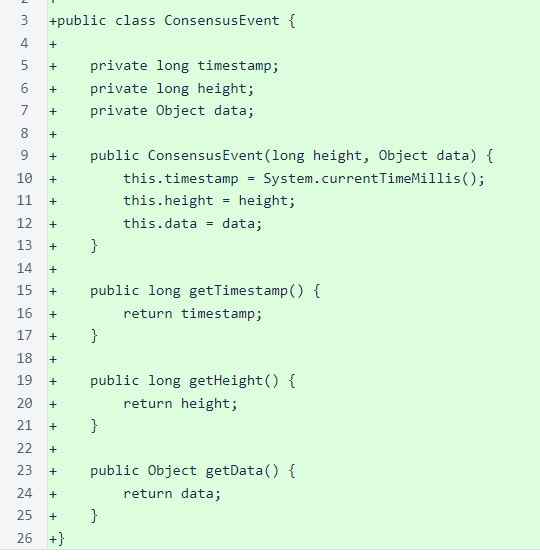 3 +public class ConsensusEvent {
4 +
5 +    private long timestamp;
6 +    private long height;
7 +    private Object data;
8 +
9 +    public ConsensusEvent(long height, Object data) {
10 +        this.timestamp = System.currentTimeMillis();
11 +        this.height = height;
12 +        this.data = data;
13 +    }
14 +
15 +    public long getTimestamp() {
16 +        return timestamp;
17 +    }
18 +
19 +    public long getHeight() {
20 +        return height;
21 +    }
22 +
23 +    public Object getData() {
24 +        return data;
25 +    }
26 +}